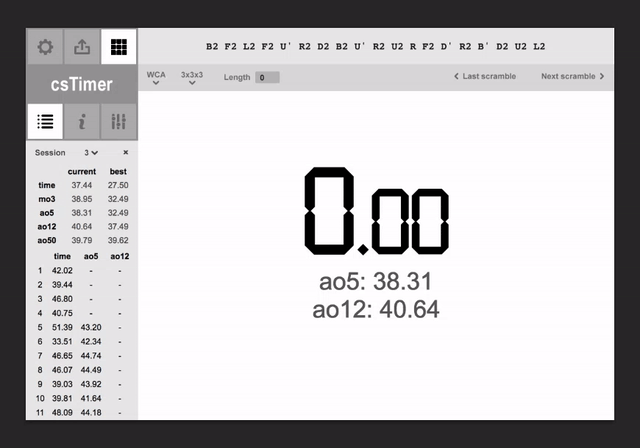 B2 F2 L2 F2 U' R2 D2 B2 U' R2 U2 R F2 D' R2 B' D2 U2 L2
csTimer
WCA 3x3x3 Length 0 Last scramble Next scramble
Session 3
current best
time 37.44 27.50
mo3 38.95 32.49
ao5 38.31 32.49
ao12 40.64 37.49
ao50 39.79 39.62
time ao5 ao12
1 42.02 - -
2 39.44 - -
3 46.80 - -
4 40.75 - -
5 51.39 43.20 -
6 33.51 42.34 -
7 46.65 44.74 -
8 46.07 44.49 -
9 39.03 43.92 -
10 39.81 41.64 -
11 48.09 44.18 -
0.00
ao5: 38.31
ao12: 40.64